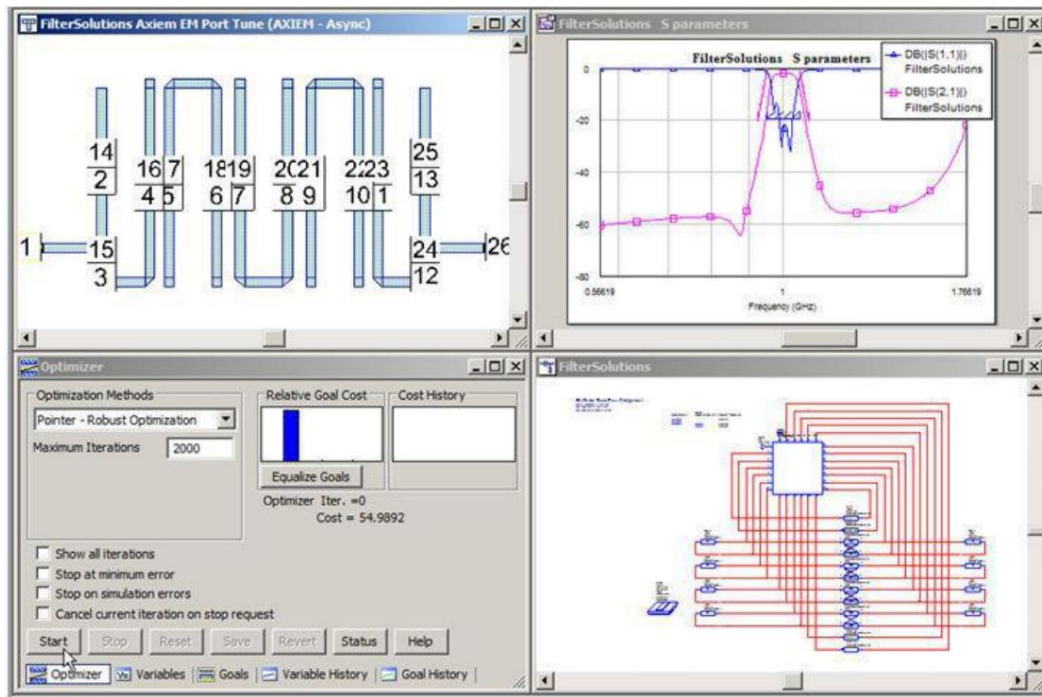 FilterSolutions Axiem EM Port Tune (AXIEM - Async)
14
2
16 7
4 5
18 19
6 7
20 21
8 9
22 23
10 1
25
13
1
15
3
24
12
26
FilterSolutions S parameters
FilterSolutions S parameters
DB(|S(1,1)|)
FilterSolutions
DB(|S(2,1)|)
FilterSolutions
0
-20
-40
-60
-80
0.56619
1
1.76619
Frequency (GHz)
Optimizer
Optimization Methods
Pointer - Robust Optimization
Maximum Iterations 2000
Relative Goal Cost
Cost History
Equalize Goals
Optimizer Iter. =0
Cost = 54.9892
Show all iterations
Stop at minimum error
Stop on simulation errors
Cancel current iteration on stop request
Start Stop Reset Save Revert Status Help
Optimizer Variables Goals Variable History Goal History
FilterSolutions